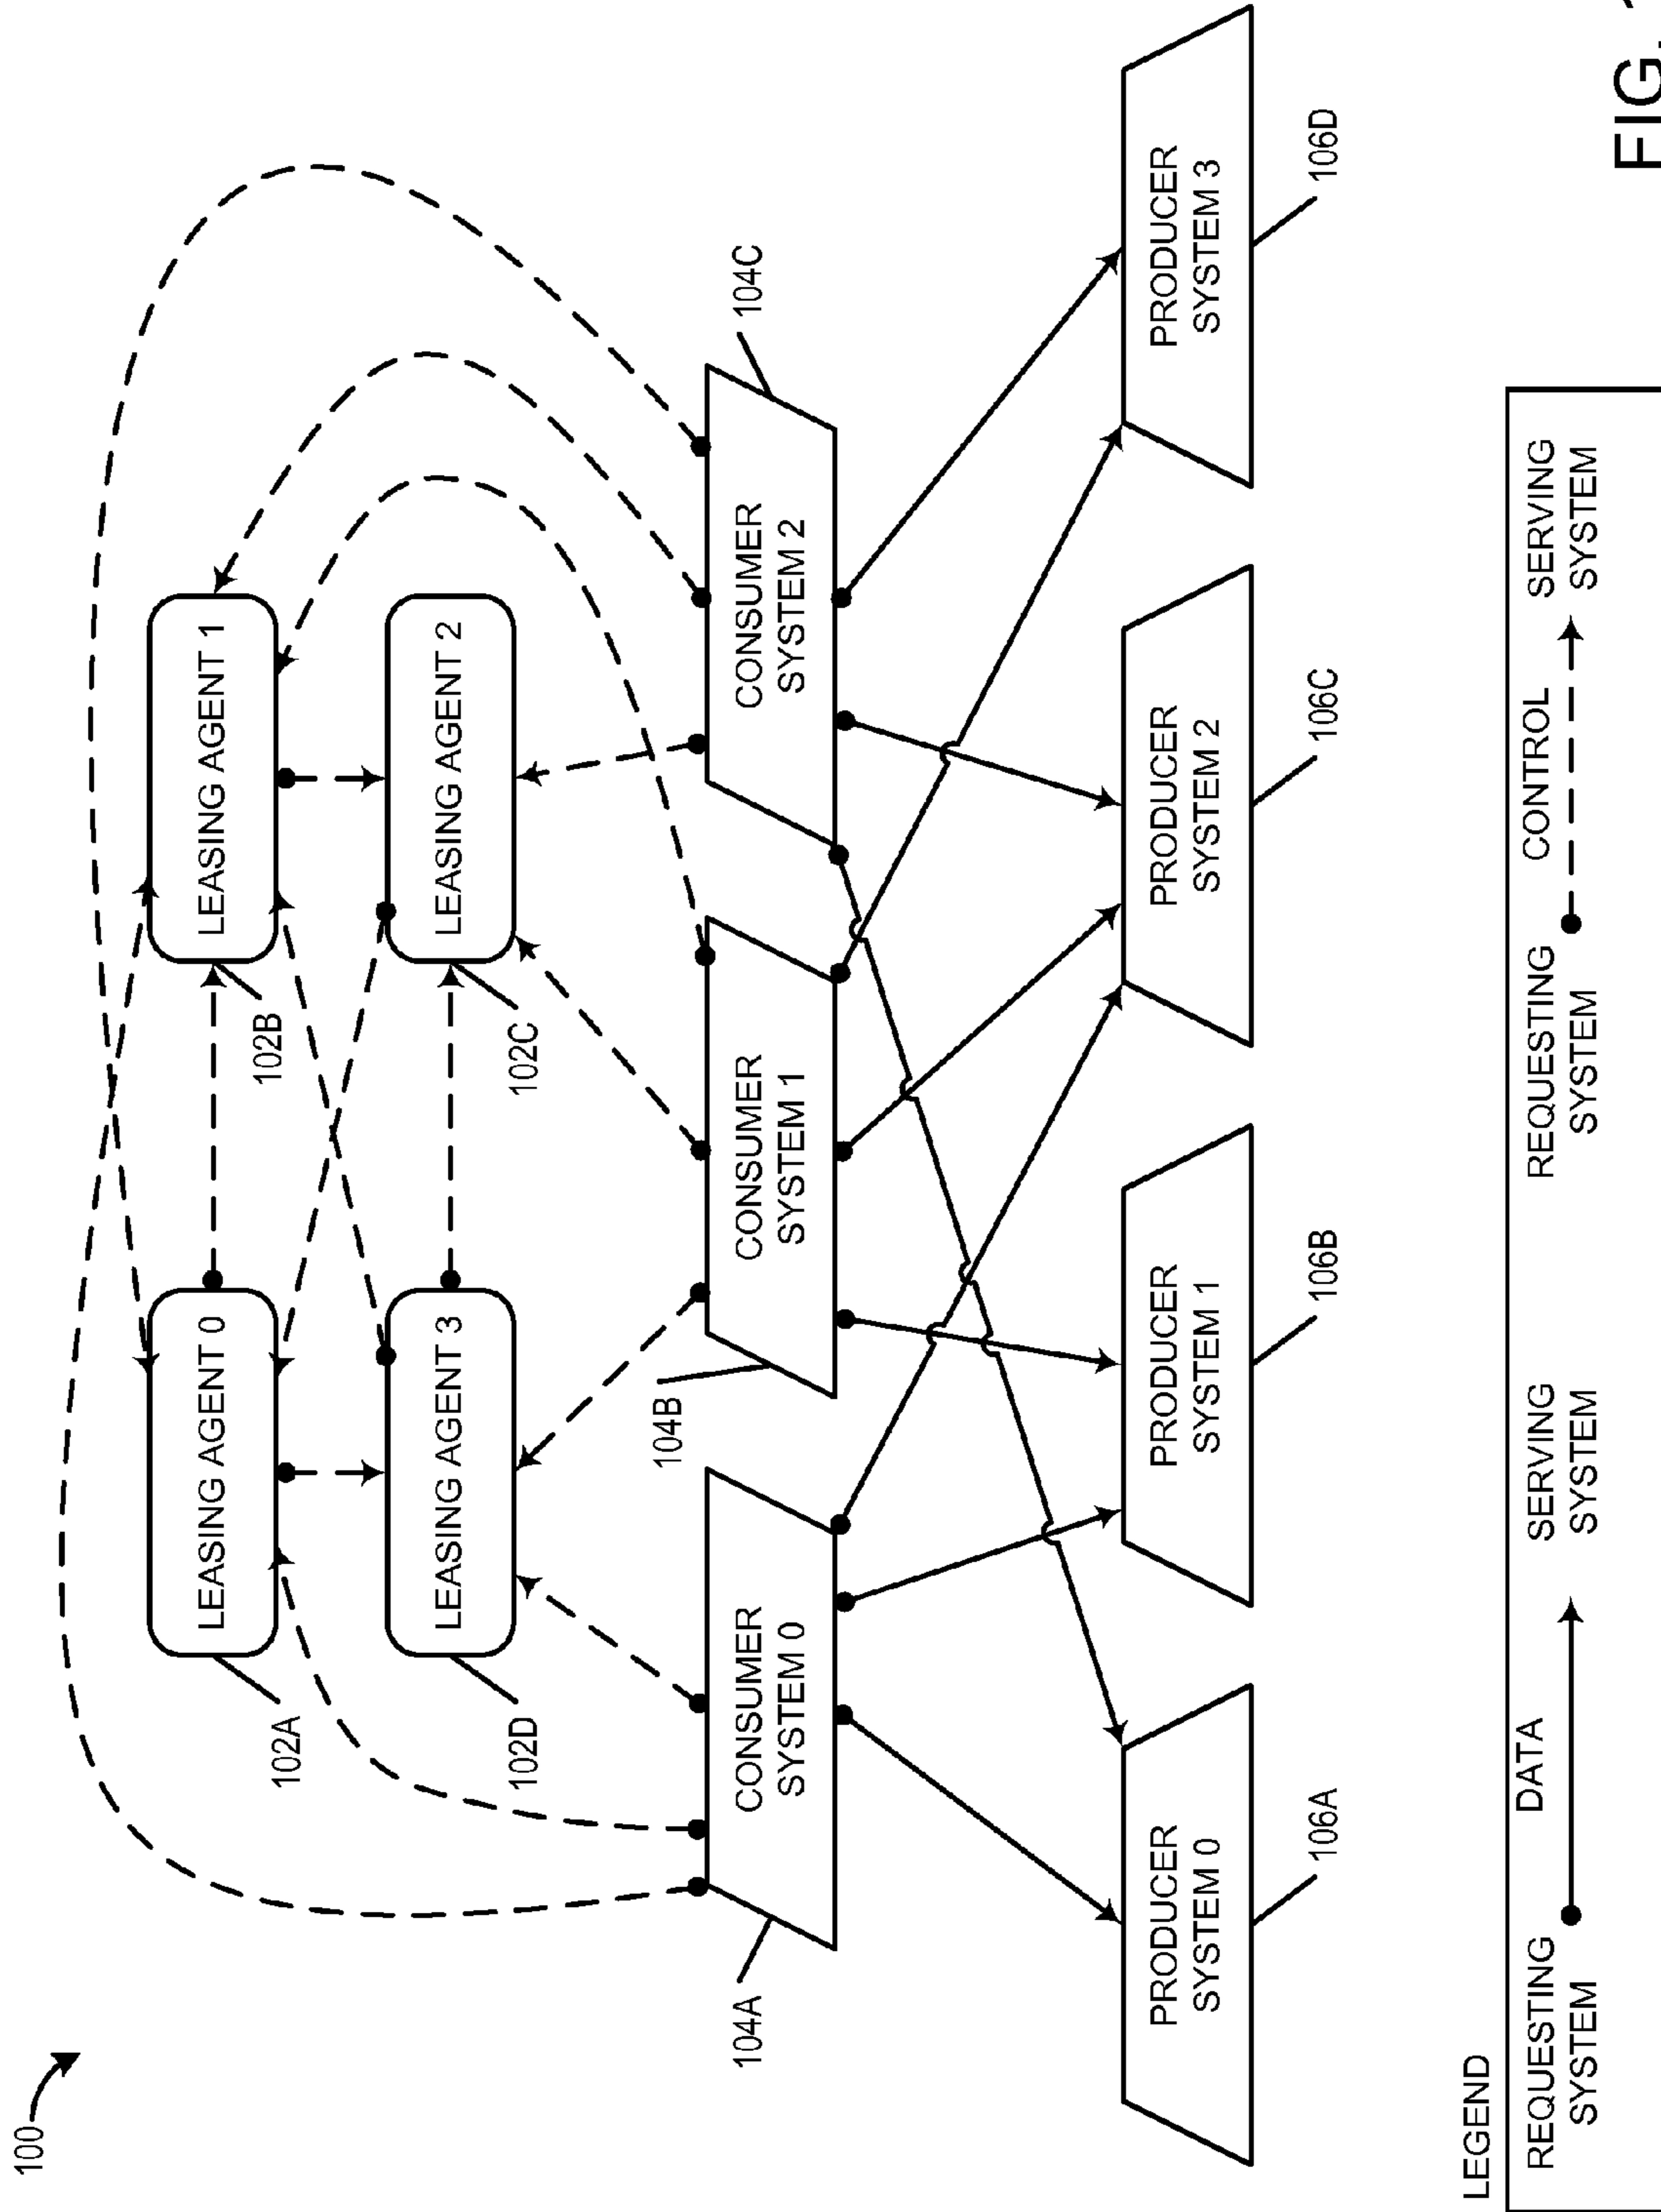 100
LEASING AGENT 0
LEASING AGENT 1
102A
102B
LEASING AGENT 3
LEASING AGENT 2
102D
102C
104B
104A
104C
CONSUMER
SYSTEM 0
CONSUMER
SYSTEM 1
CONSUMER
SYSTEM 2
PRODUCER
SYSTEM 0
PRODUCER
SYSTEM 1
PRODUCER
SYSTEM 2
PRODUCER
SYSTEM 3
106A
106B
106C
106D
LEGEND
REQUESTING
SYSTEM
DATA
SERVING
SYSTEM
REQUESTING
SYSTEM
CONTROL
SERVING
SYSTEM
FIG.